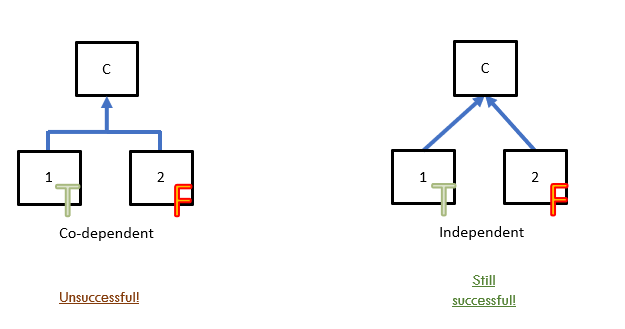 C
1
T
2
F
Co-dependent
Unsuccessful!
C
1
T
2
F
Independent
Still
successful!